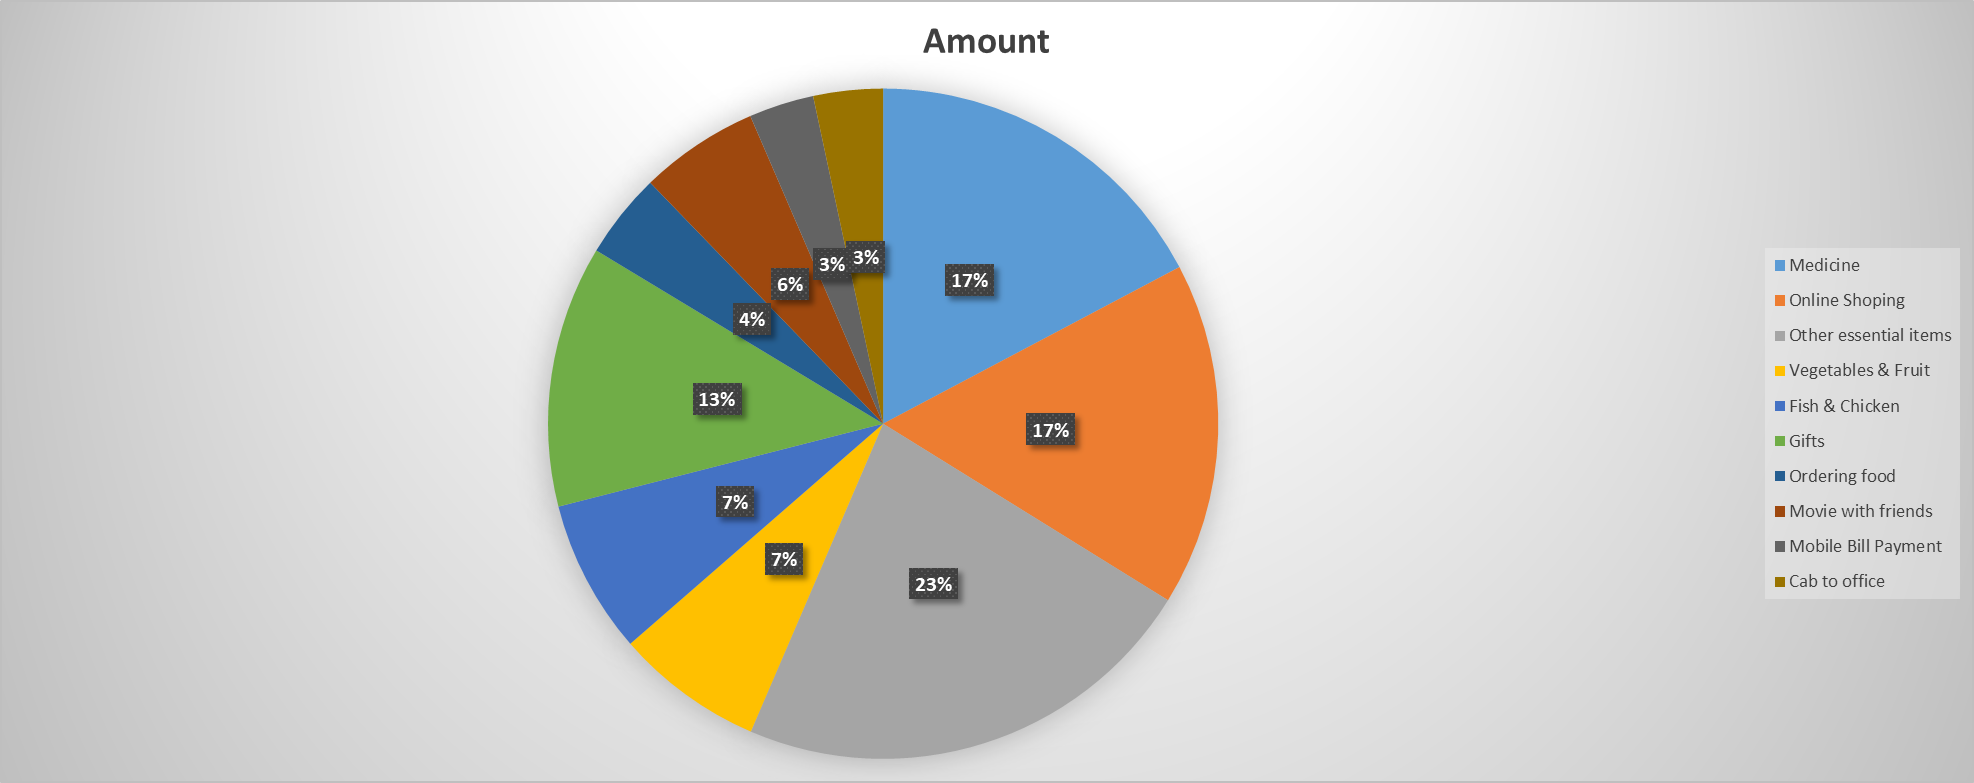 Amount
3%
3%
17%
6%
4%
13%
17%
7%
7%
23%
Medicine
Online Shoping
Other essential items
Vegetables & Fruit
Fish & Chicken
Gifts
Ordering food
Movie with friends
Mobile Bill Payment
Cab to office